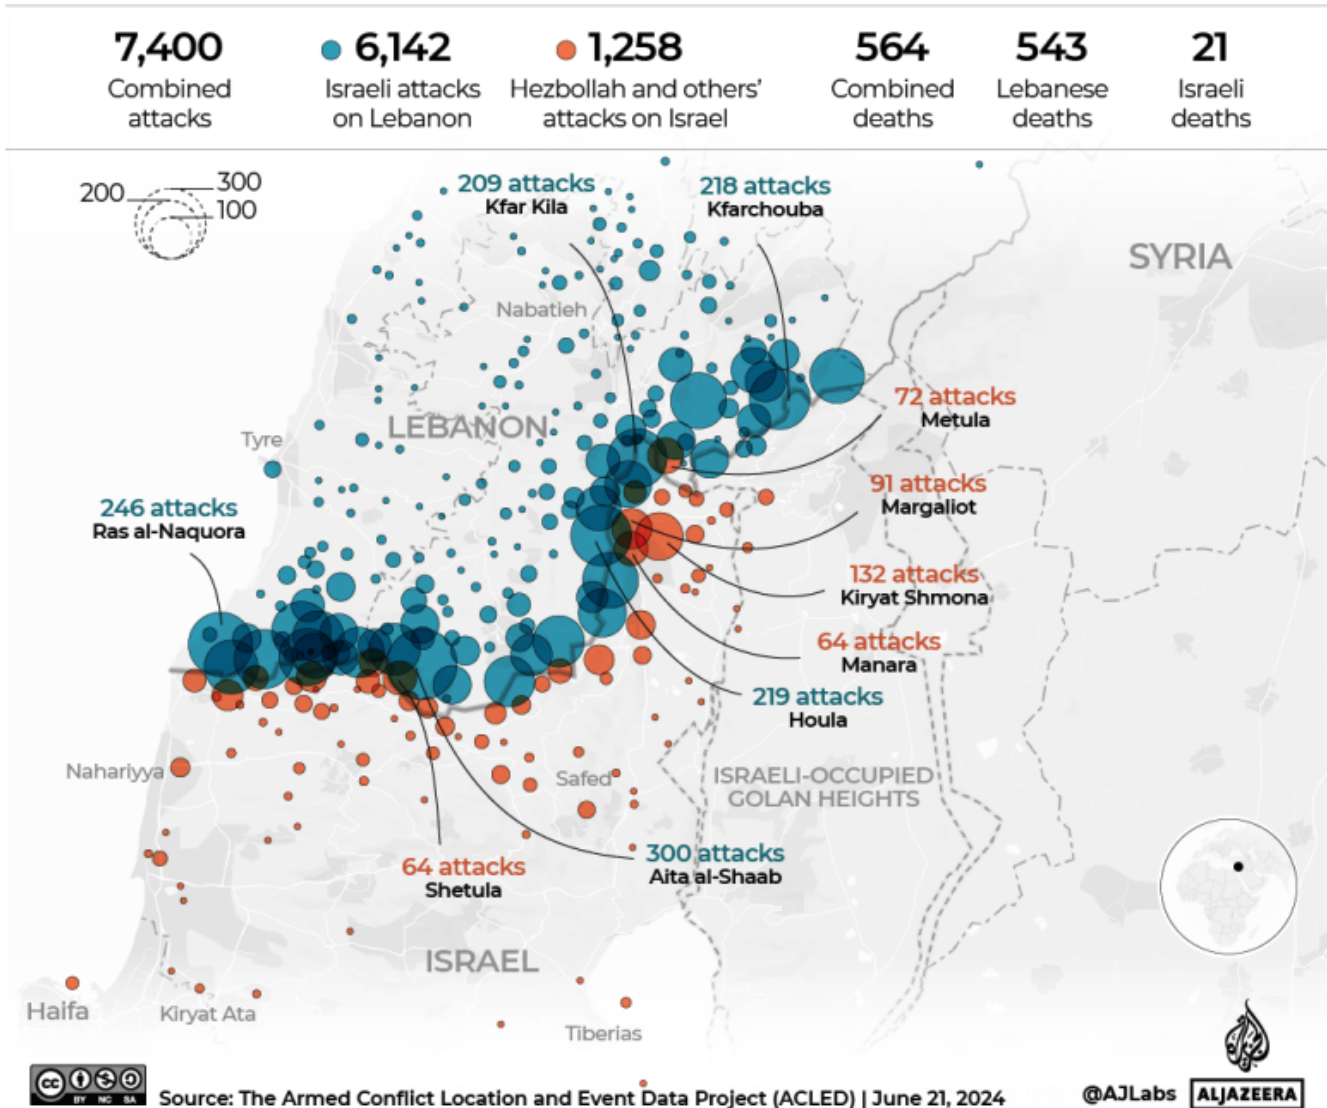 7,400
Combined
attacks
6,142
Israeli attacks
on Lebanon
1,258
Hezbollah and others'
attacks on Israel
564
Combined
deaths
543
Lebanese
deaths
21
Israeli
deaths
300
200
100
209 attacks
Kfar Kila
218 attacks
Kfarchouba
SYRIA
Nabatieh
72 attacks
Metula
LEBANON
Tyre
91 attacks
Margaliot
246 attacks
Ras al-Naquora
132 attacks
Kiryat Shmona
64 attacks
Manara
219 attacks
Houla
Nahariyya
Safed
ISRAELI-OCCUPIED
GOLAN HEIGHTS
64 attacks
Shetula
300 attacks
Aita al-Shaab
ISRAEL
Haifa
Kiryat Ata
Tiberias
cc BY NC SA
Source: The Armed Conflict Location and Event Data Project (ACLED) | June 21, 2024
@AJLabs
ALJAZEERA